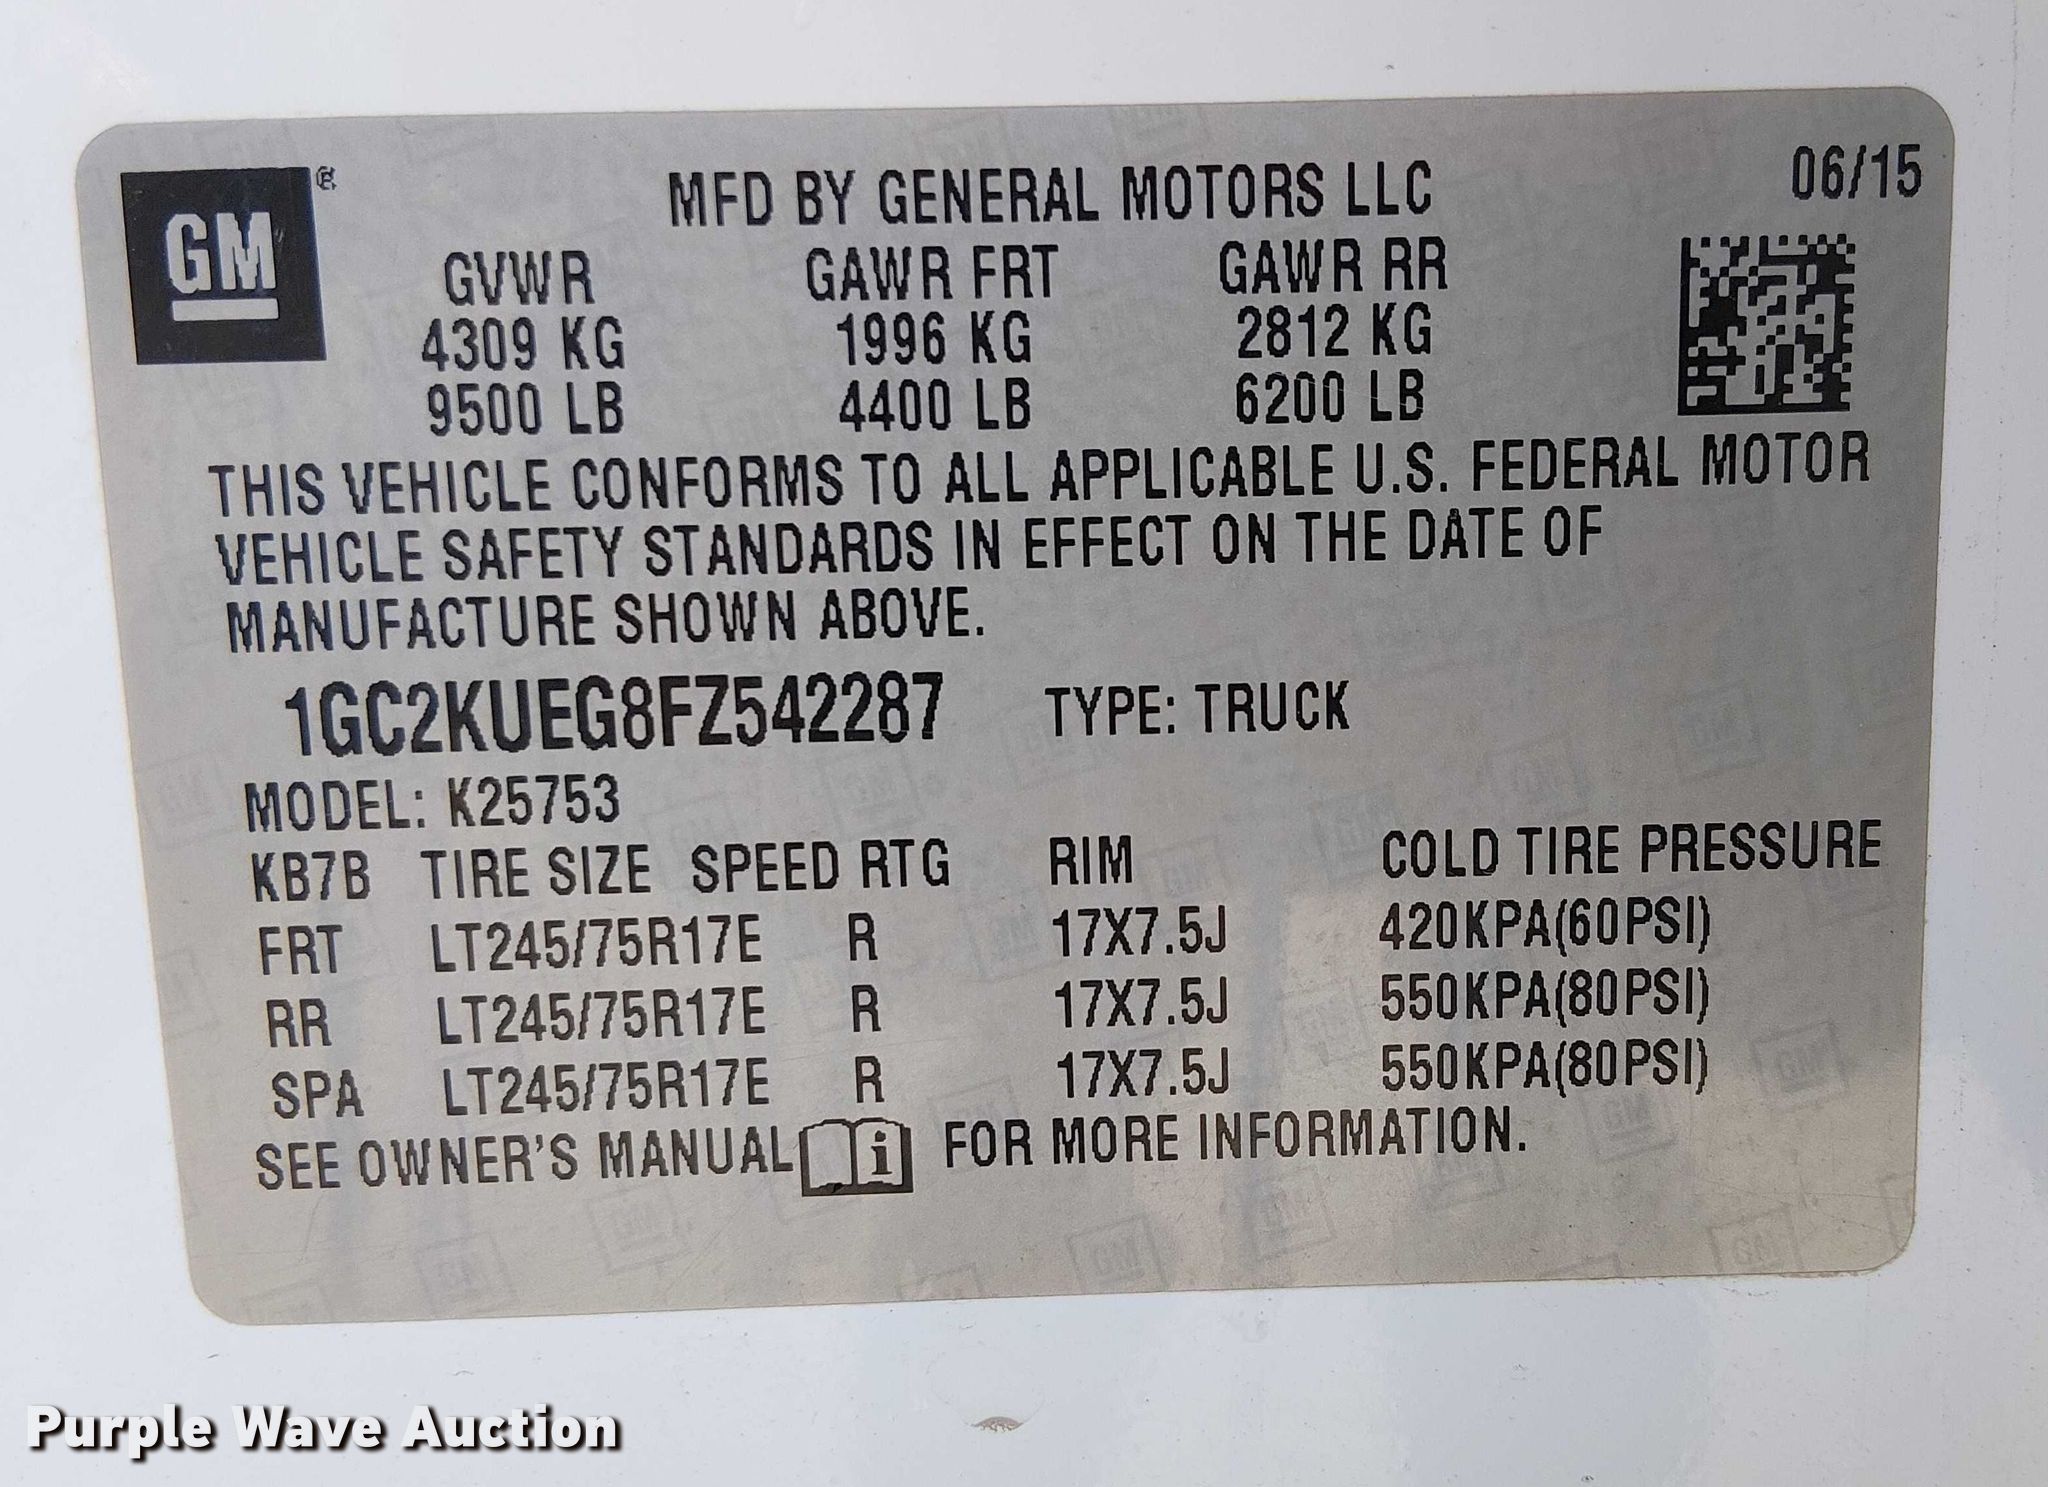 GM ®
MFD BY GENERAL MOTORS LLC 06/15
GVWR GAWR FRT GAWR RR
4309 KG 1996 KG 2812 KG
9500 LB 4400 LB 6200 LB
THIS VEHICLE CONFORMS TO ALL APPLICABLE U.S. FEDERAL MOTOR
VEHICLE SAFETY STANDARDS IN EFFECT ON THE DATE OF
MANUFACTURE SHOWN ABOVE.
1GC2KUEG8FZ542287 TYPE: TRUCK
MODEL: K25753
KB7B TIRE SIZE SPEED RTG RIM COLD TIRE PRESSURE
FRT LT245/75R17E R 17X7.5J 420KPA(60PSI)
RR LT245/75R17E R 17X7.5J 550KPA(80PSI)
SPA LT245/75R17E R 17X7.5J 550KPA(80PSI)
SEE OWNER'S MANUAL i FOR MORE INFORMATION.
Purple Wave Auction